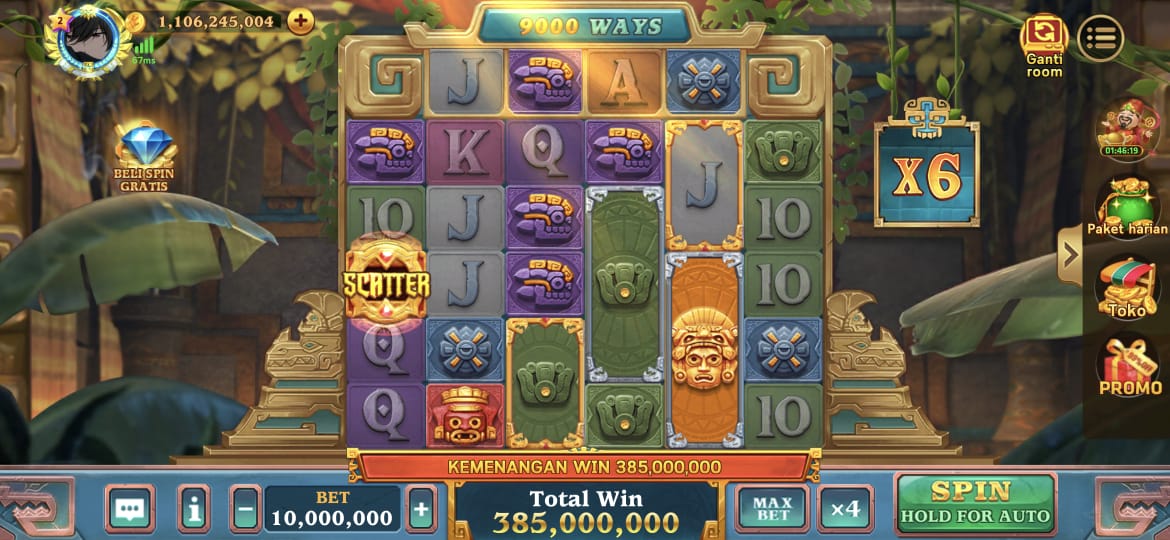 2
1,106,245,004
+
67ms
9000 WAYS
Ganti
room
BELI SPIN
GRATIS
J
A
K
Q
J
10
J
10
SCATTER
J
10
Q
Q
10
X6
01:46:19
Paket harian
Toko
SPESIAL
PROMO
KEMENANGAN WIN 385,000,000
BET
10,000,000
Total Win
385,000,000
MAX
BET
×4
SPIN
HOLD FOR AUTO